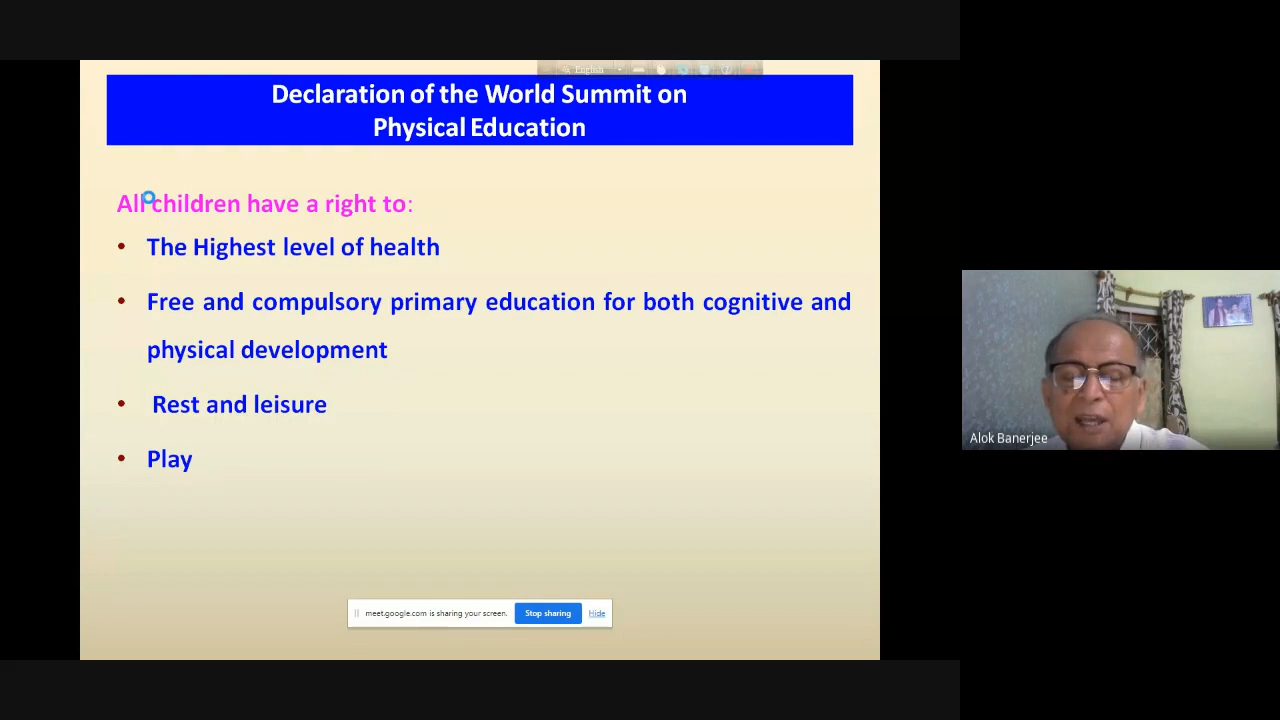 English
Declaration of the World Summit on
Physical Education
All children have a right to:
• The Highest level of health
• Free and compulsory primary education for both cognitive and
physical development
• Rest and leisure
• Play
meet.google.com is sharing your screen. Stop sharing Hide
Alok Banerjee